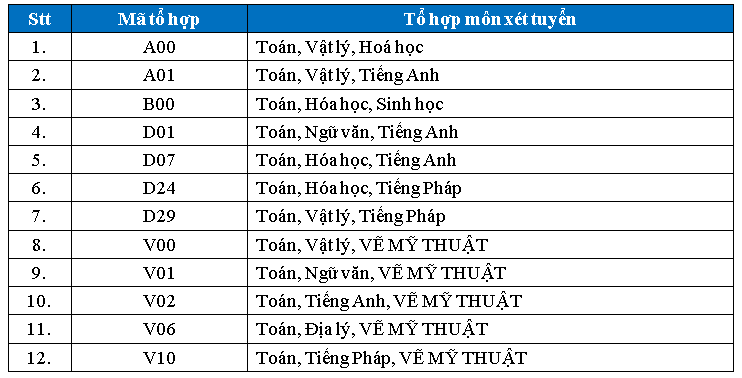 Stt Mã tổ hợp Tổ hợp môn xét tuyển
1. A00 Toán, Vật lý, Hoá học
2. A01 Toán, Vật lý, Tiếng Anh
3. B00 Toán, Hóa học, Sinh học
4. D01 Toán, Ngữ văn, Tiếng Anh
5. D07 Toán, Hóa học, Tiếng Anh
6. D24 Toán, Hóa học, Tiếng Pháp
7. D29 Toán, Vật lý, Tiếng Pháp
8. V00 Toán, Vật lý, VẼ MỸ THUẬT
9. V01 Toán, Ngữ văn, VẼ MỸ THUẬT
10. V02 Toán, Tiếng Anh, VẼ MỸ THUẬT
11. V06 Toán, Địa lý, VẼ MỸ THUẬT
12. V10 Toán, Tiếng Pháp, VẼ MỸ THUẬT